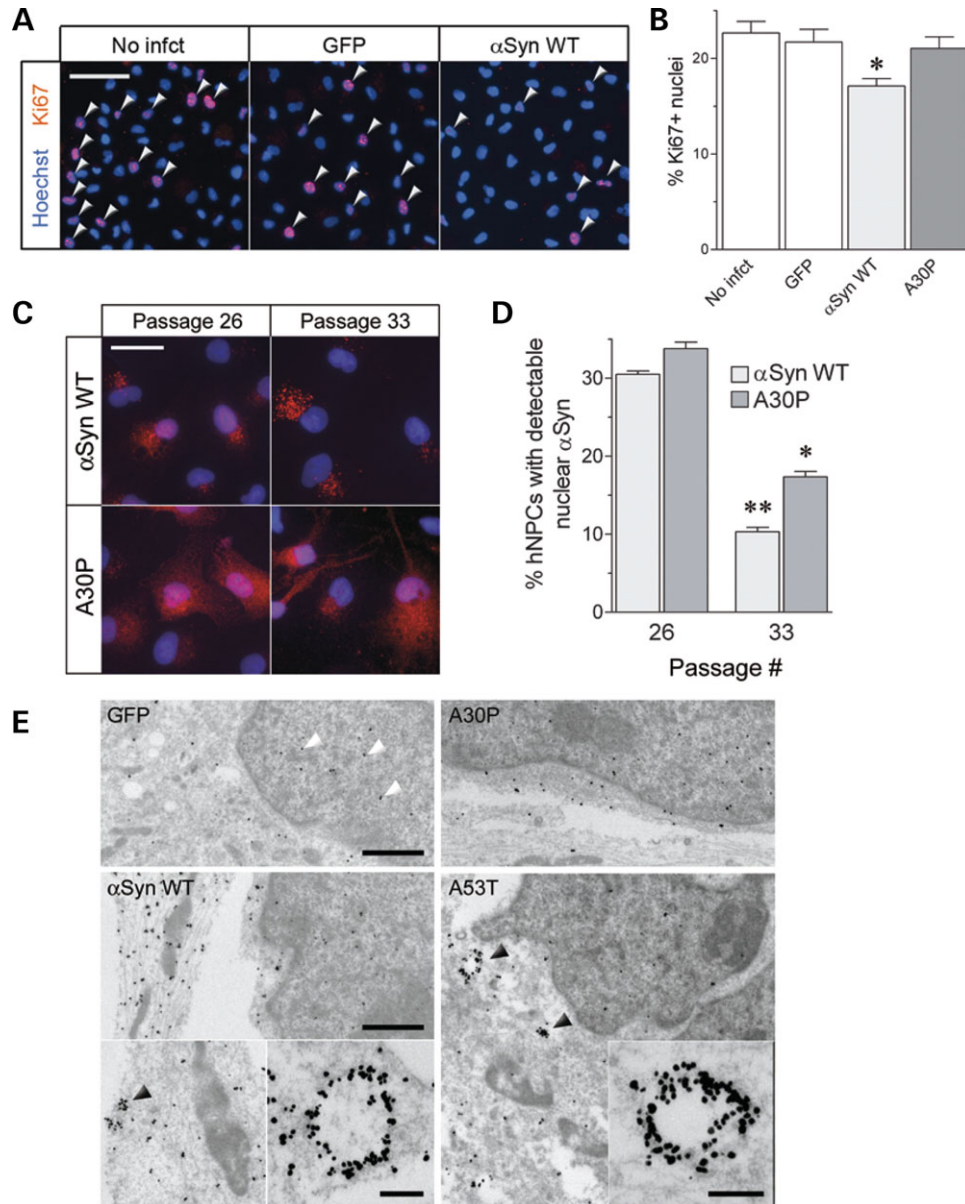 A
No infct
GFP
αSyn WT
Hoechst Ki67
B
% Ki67+ nuclei
20
10
0
*
No infct
GFP
αSyn WT
A30P
C
Passage 26
Passage 33
αSyn WT
A30P
D
% hNPCs with detectable
nuclear αSyn
30
20
10
0
αSyn WT
A30P
**
*
26
33
Passage #
E
GFP
A30P
αSyn WT
A53T